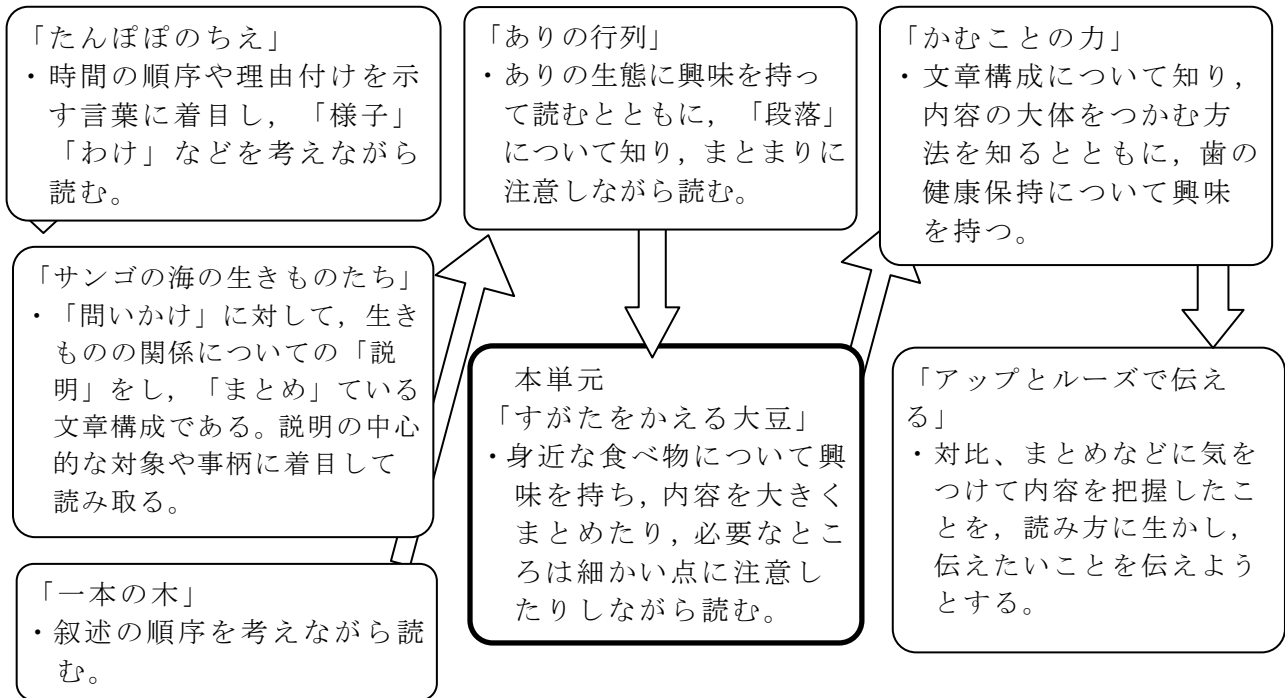 「たんぽぽのちえ」
・時間の順序や理由付けを示
す言葉に着目し，「様子」
「わけ」などを考えながら
読む。
「サンゴの海の生きものたち」
・「問いかけ」に対して，生き
ものの関係についての「説
明」をし，「まとめ」ている
文章構成である。説明の中心
的な対象や事柄に着目して
読み取る。
「一本の木」
・叙述の順序を考えながら読
む。
「ありの行列」
・ありの生態に興味を持っ
て読むとともに，「段落」
について知り，まとまりに
注意しながら読む。
本単元
「すがたをかえる大豆」
・身近な食べ物について興
味を持ち，内容を大きく
まとめたり，必要なとこ
ろは細かい点に注意し
たりしながら読む。
「かむことの力」
・文章構成について知り，
内容の大体をつかむ方
法を知るとともに，歯の
健康保持について興味
を持つ。
「アップとルーズで伝え
る」
・対比、まとめなどに気を
つけて内容を把握したこ
とを，読み方に生かし，
伝えたいことを伝えよう
とする。